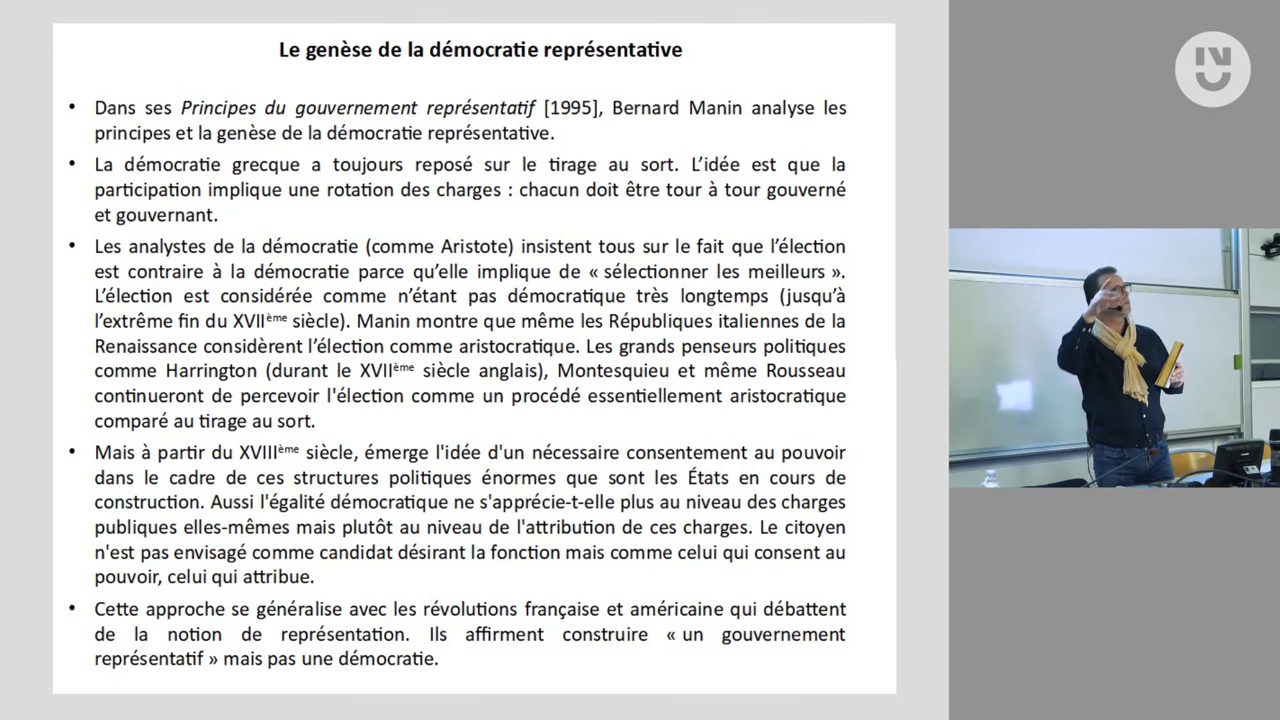 Le genèse de la démocratie représentative
• Dans ses Principes du gouvernement représentatif [1995], Bernard Manin analyse les
principes et la genèse de la démocratie représentative.
• La démocratie grecque a toujours reposé sur le tirage au sort. L’idée est que la
participation implique une rotation des charges : chacun doit être tour à tour gouverné
et gouvernant.
• Les analystes de la démocratie (comme Aristote) insistent tous sur le fait que l’élection
est contraire à la démocratie parce qu’elle implique de « sélectionner les meilleurs ».
L’élection est considérée comme n’étant pas démocratique très longtemps (jusqu’à
l’extrême fin du XVIIème siècle). Manin montre que même les Républiques italiennes de la
Renaissance considèrent l’élection comme aristocratique. Les grands penseurs politiques
comme Harrington (durant le XVIIème siècle anglais), Montesquieu et même Rousseau
continueront de percevoir l'élection comme un procédé essentiellement aristocratique
comparé au tirage au sort.
• Mais à partir du XVIIIème siècle, émerge l'idée d'un nécessaire consentement au pouvoir
dans le cadre de ces structures politiques énormes que sont les États en cours de
construction. Aussi l'égalité démocratique ne s'apprécie-t-elle plus au niveau des charges
publiques elles-mêmes mais plutôt au niveau de l'attribution de ces charges. Le citoyen
n'est pas envisagé comme candidat désirant la fonction mais comme celui qui consent au
pouvoir, celui qui attribue.
• Cette approche se généralise avec les révolutions française et américaine qui débattent
de la notion de représentation. Ils affirment construire « un gouvernement
représentatif » mais pas une démocratie.